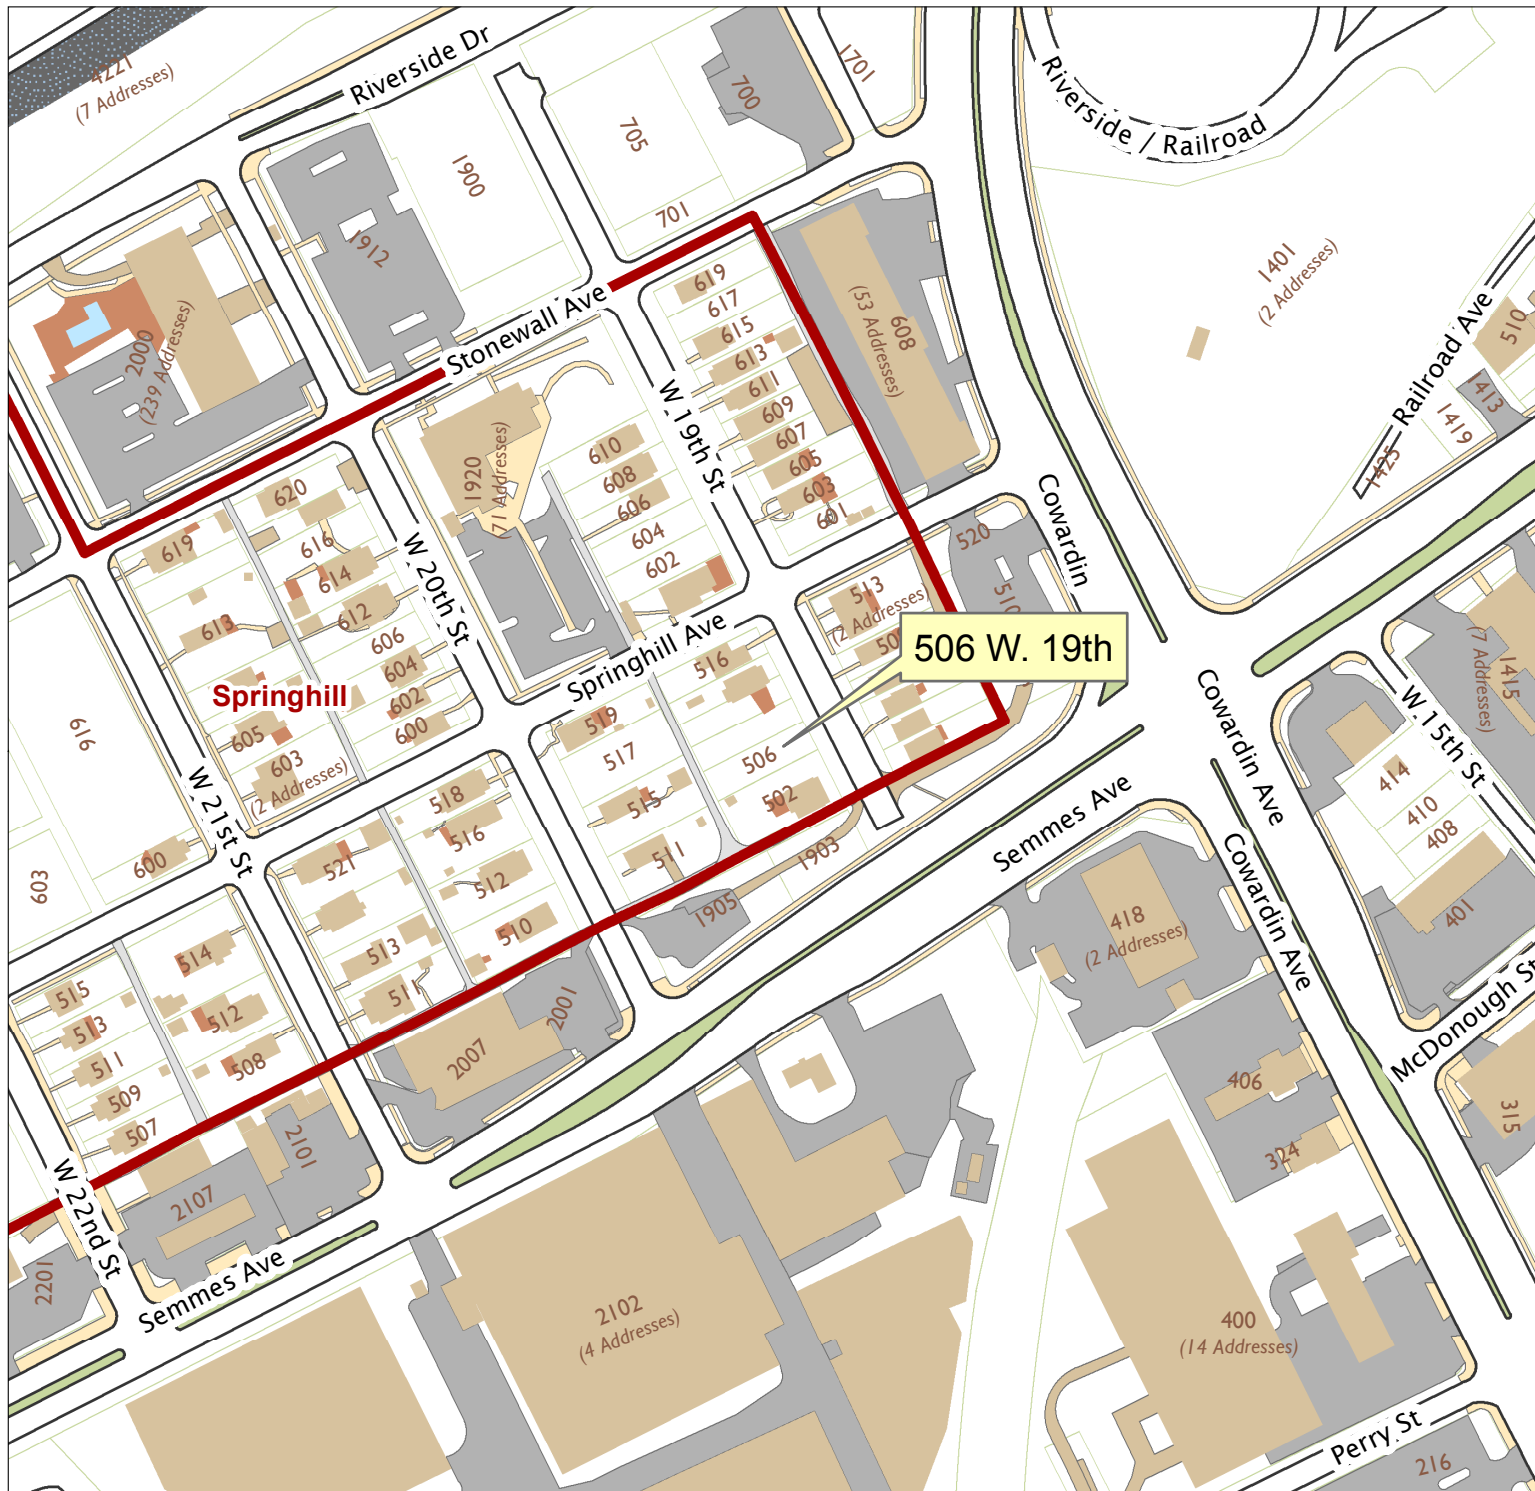 4221
(7 Addresses)
Riverside Dr
1701
700
705
1900
701
Riverside / Railroad
1912
1401
(2 Addresses)
2000
(239 Addresses)
Stonewall Ave
619
617
615
613
611
609
607
605
603
601
608
(53 Addresses)
W 19th St
Railroad Ave
510
1413
1419
1425
1920
(71 Addresses)
610
608
606
604
602
620
619
616
614
612
613
606
604
602
600
605
603
(2 Addresses)
Springhill
W 20th St
W 21st St
616
603
600
Springhill Ave
520
510
513
(2 Addresses)
Cowardin
506 W. 19th
516
519
517
506
515
502
511
1903
1905
518
516
521
512
510
513
511
514
515
513
512
511
508
509
507
Cowardin Ave
Cowardin Ave
Semmes Ave
W 15th St
(7 Addresses)
1415
414
410
408
401
418
(2 Addresses)
McDonough St
315
406
324
2001
2007
2101
2107
W 22nd St
2201
Semmes Ave
2102
(4 Addresses)
400
(14 Addresses)
Perry St
216